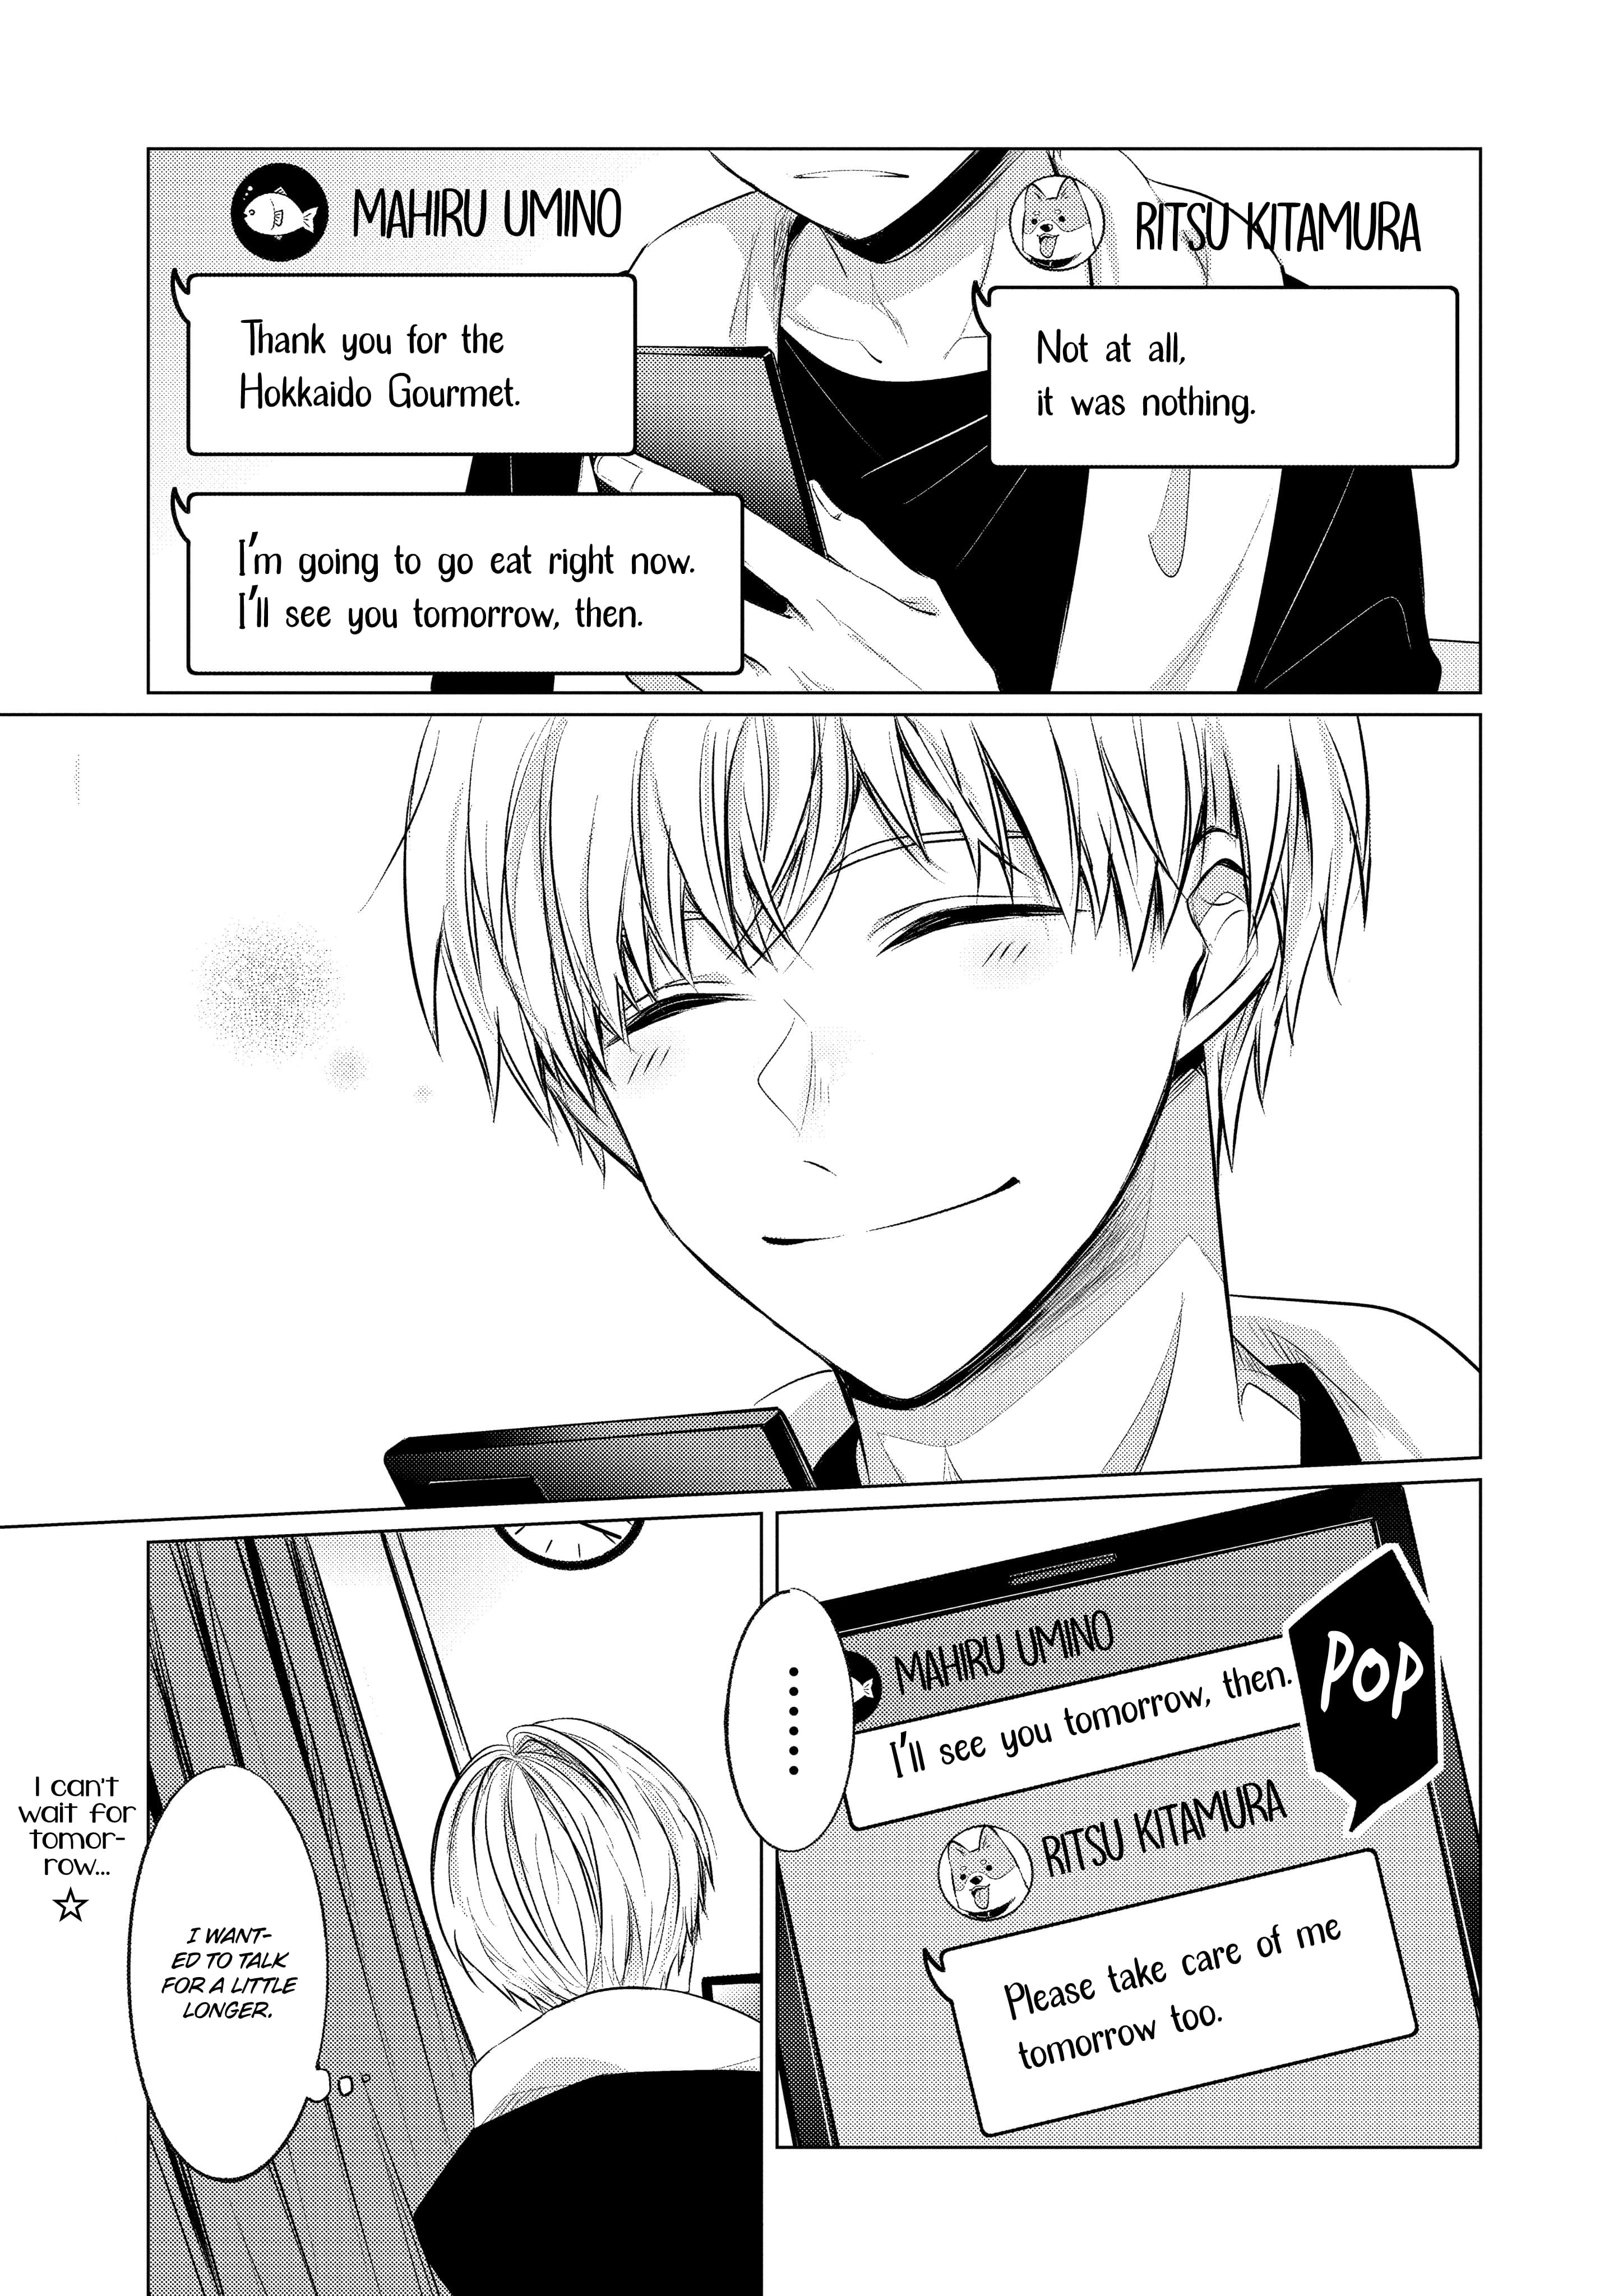 RITSU KITAMURA
Not at all,
it was nothing.
MAHIRU UMINO
Thank you for the
Hokkaido Gourmet.
I'm going to go eat right now.
I'll see you tomorrow, then.
POP
MAHIRU UMINO
I'll see you tomorrow, then.
RITSU KITAMURA
Please take care of me
tomorrow too.
......
I WANT-
ED TO TALK
FOR A LITTLE
LONGER.
I can't
wait for
tomor-
row...
☆